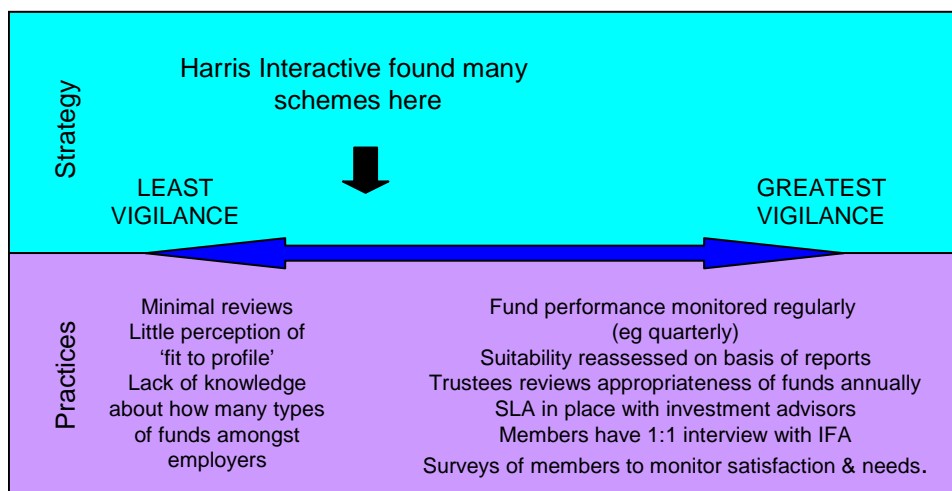 Strategy
Harris Interactive found many
schemes here
LEAST
VIGILANCE
GREATEST
VIGILANCE
Practices
Minimal reviews
Little perception of
‘fit to profile’
Lack of knowledge
about how many types
of funds amongst
employers
Fund performance monitored regularly
(eg quarterly)
Suitability reassessed on basis of reports
Trustees reviews appropriateness of funds annually
SLA in place with investment advisors
Members have 1:1 interview with IFA
Surveys of members to monitor satisfaction & needs.